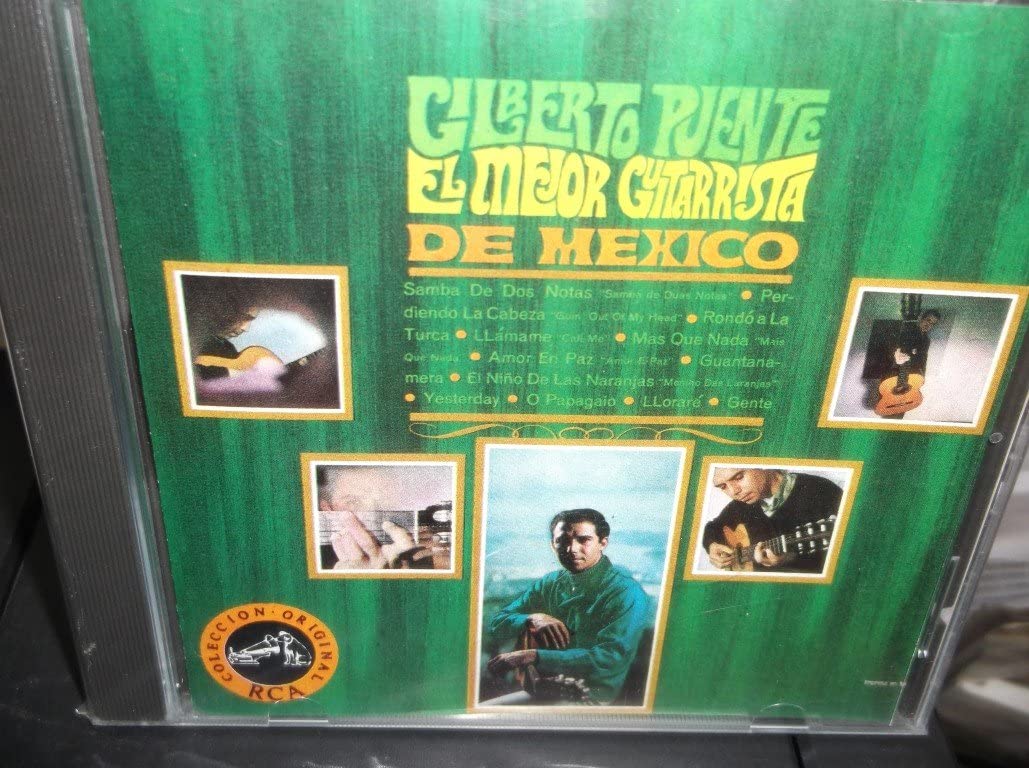 GILBERTO PUENTE
EL MEJOR GUITARRISTA
DE MEXICO
Samba De Dos Notas "Samba de Duas Notas" • Per-
diendo La Cabeza "Goin' Out Of My Head" • Rondó a La
Turca • LLámame "Call Me" • Mas Que Nada "Mais
Que Nada" • Amor En Paz "Amor E Paz" • Guantana-
mera • El Niño De Las Naranjas "Menino Das Laranjas"
• Yesterday • O Papagaio • LLoraré • Gente
COLECCION · ORIGINAL
RCA